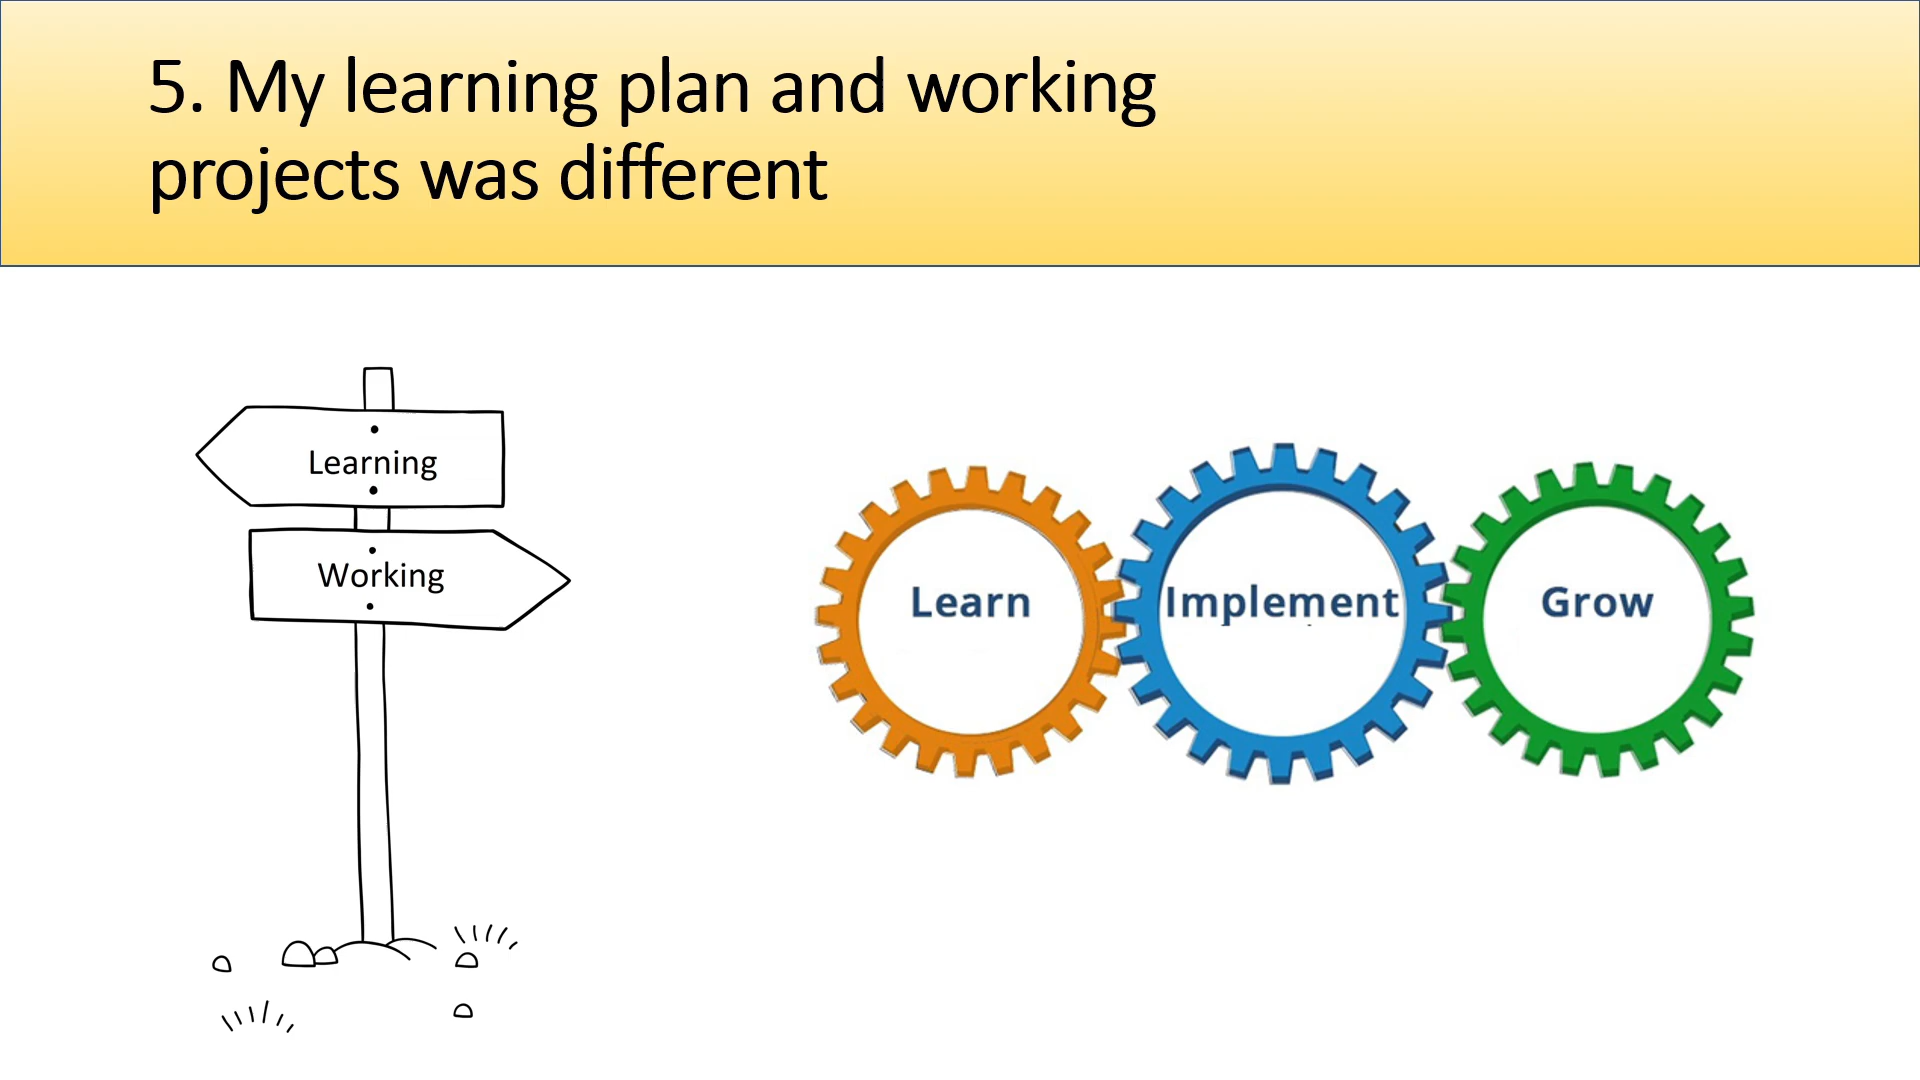 5. My learning plan and working
projects was different
Learning
Working
Learn
Implement
Grow